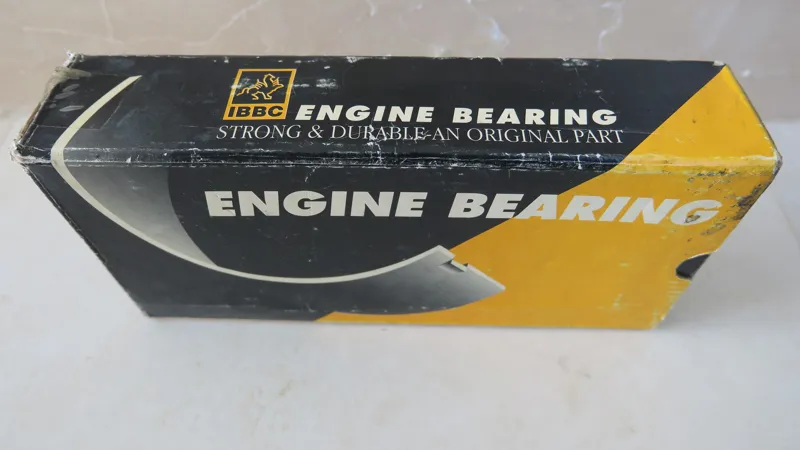 IBBC ENGINE BEARING
STRONG & DURABLE-AN ORIGINAL PART
ENGINE BEARING